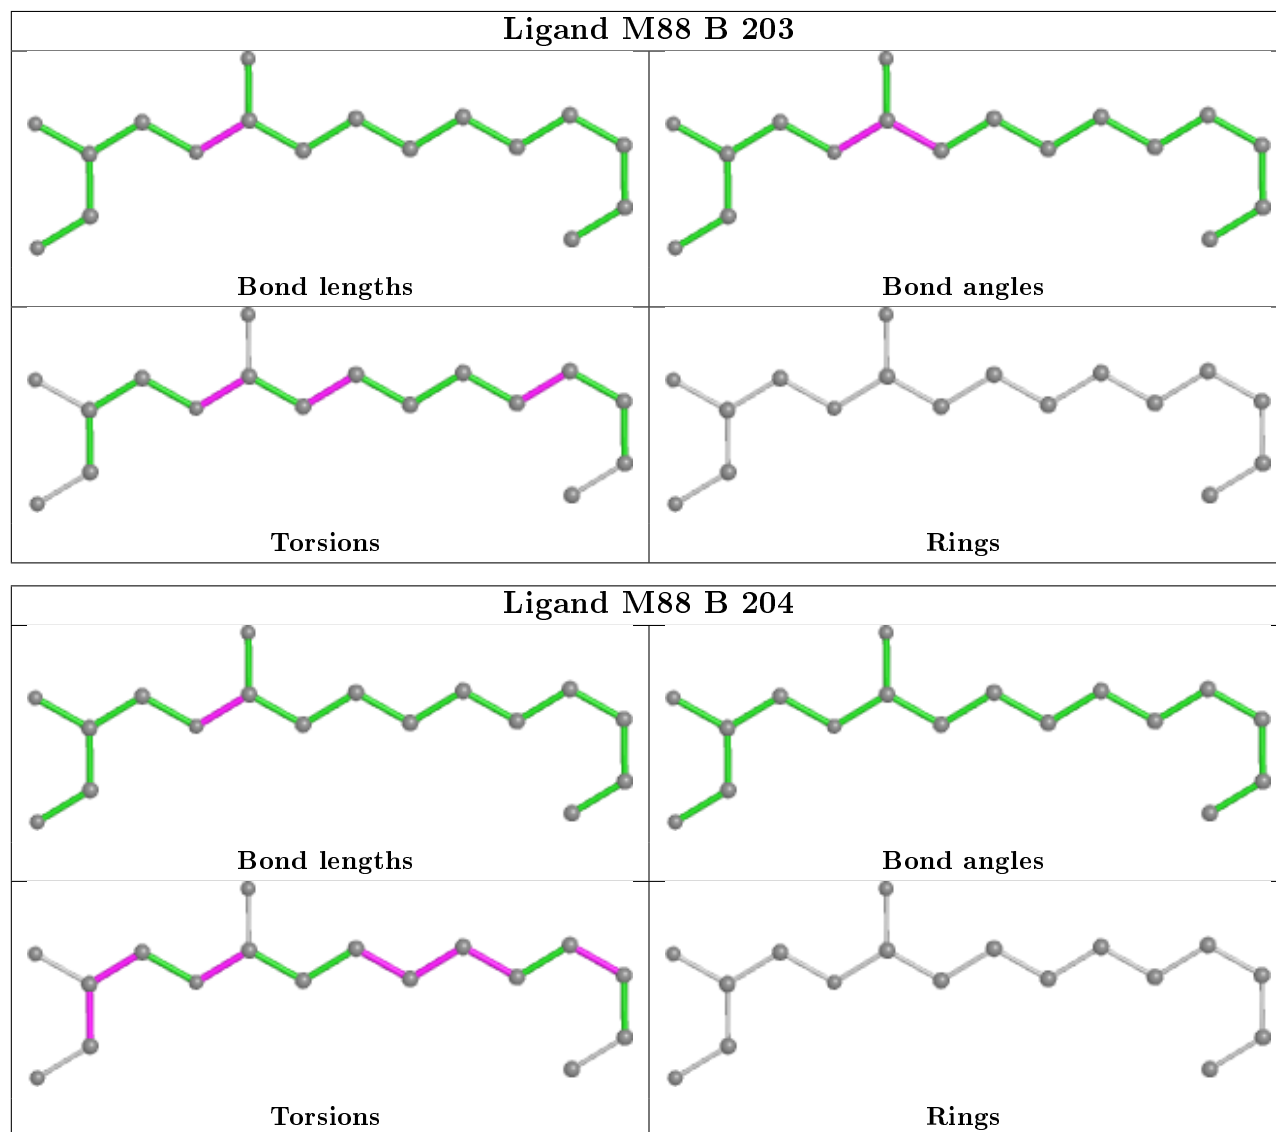 Ligand M88 B 203
Bond lengths
Bond angles
Torsions
Rings
Ligand M88 B 204
Bond lengths
Bond angles
Torsions
Rings